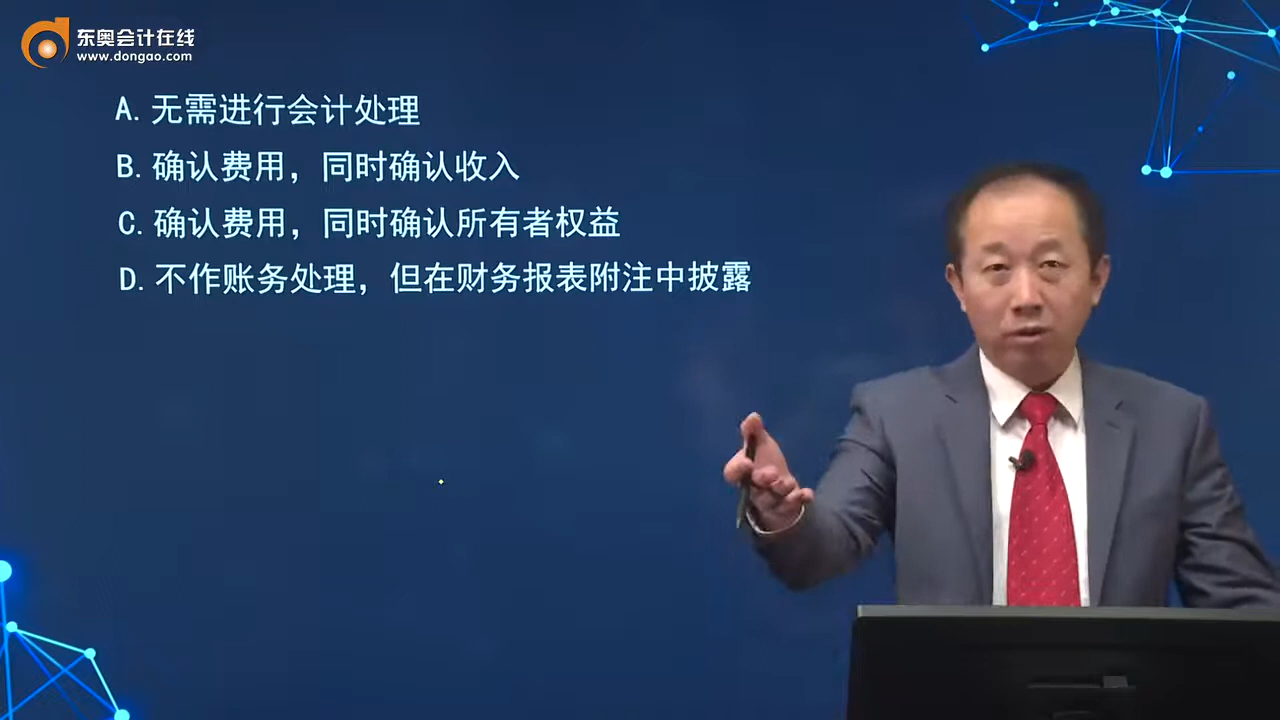 东奥会计在线
www.dongao.com
A. 无需进行会计处理
B. 确认费用，同时确认收入
C. 确认费用，同时确认所有者权益
D. 不作账务处理，但在财务报表附注中披露